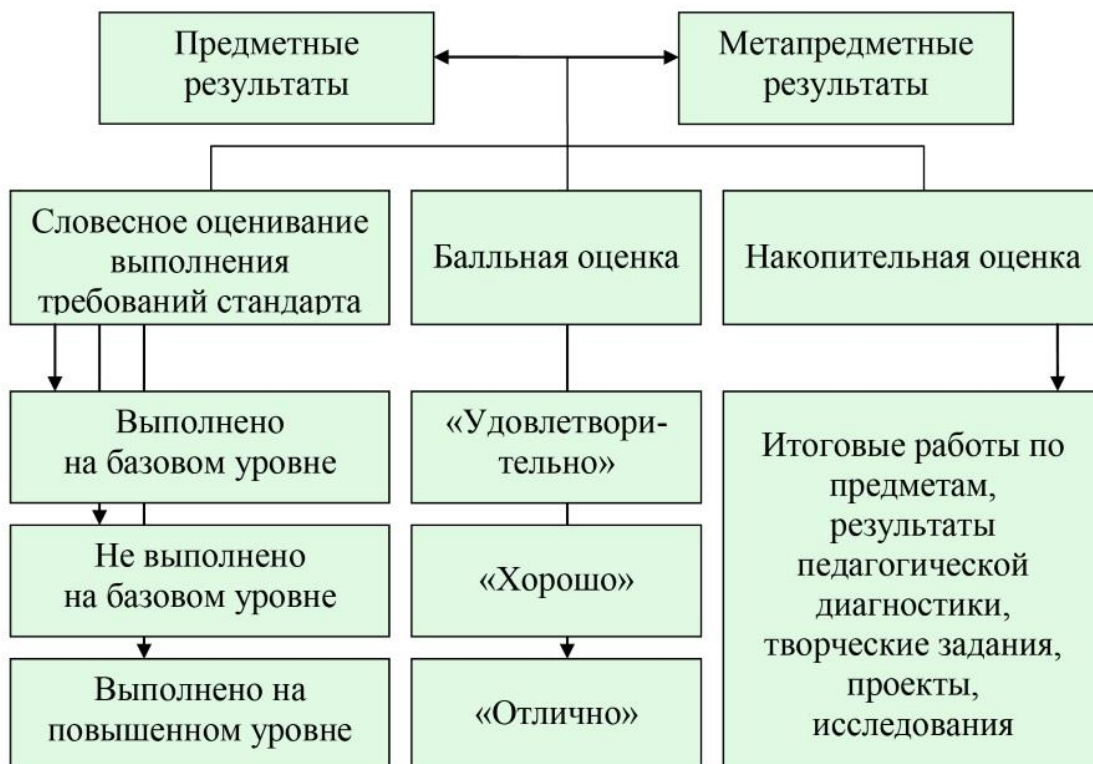 Предметные
результаты
Метапредметные
результаты
Словесное оценивание
выполнения
требований стандарта
Балльная оценка
Накопительная оценка
Выполнено
на базовом уровне
Не выполнено
на базовом уровне
Выполнено на
повышенном уровне
«Удовлетвори-
тельно»
«Хорошо»
«Отлично»
Итоговые работы по
предметам,
результаты
педагогической
диагностики,
творческие задания,
проекты,
исследования